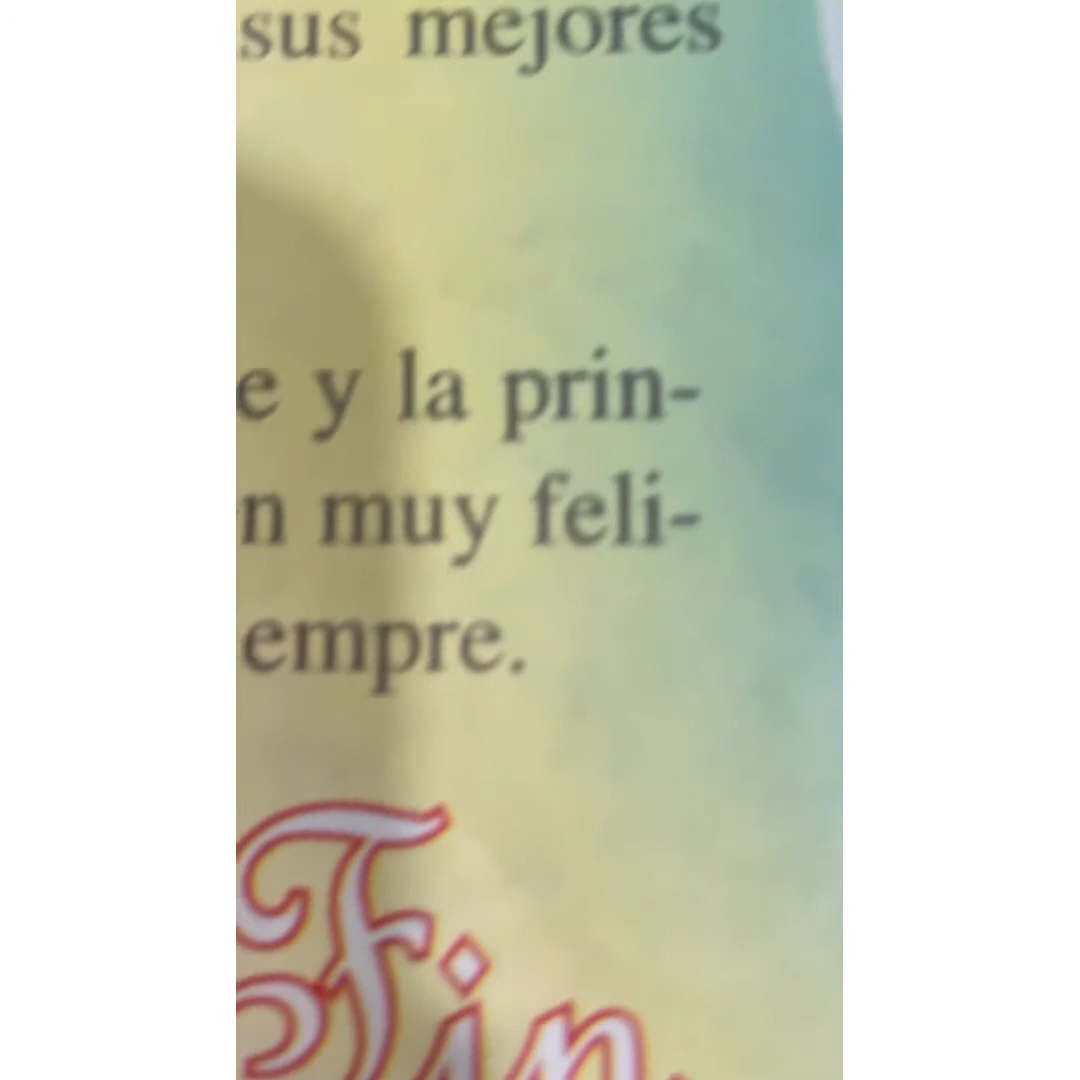 sus mejores
e y la prin-
n muy feli-
empre.
Fin